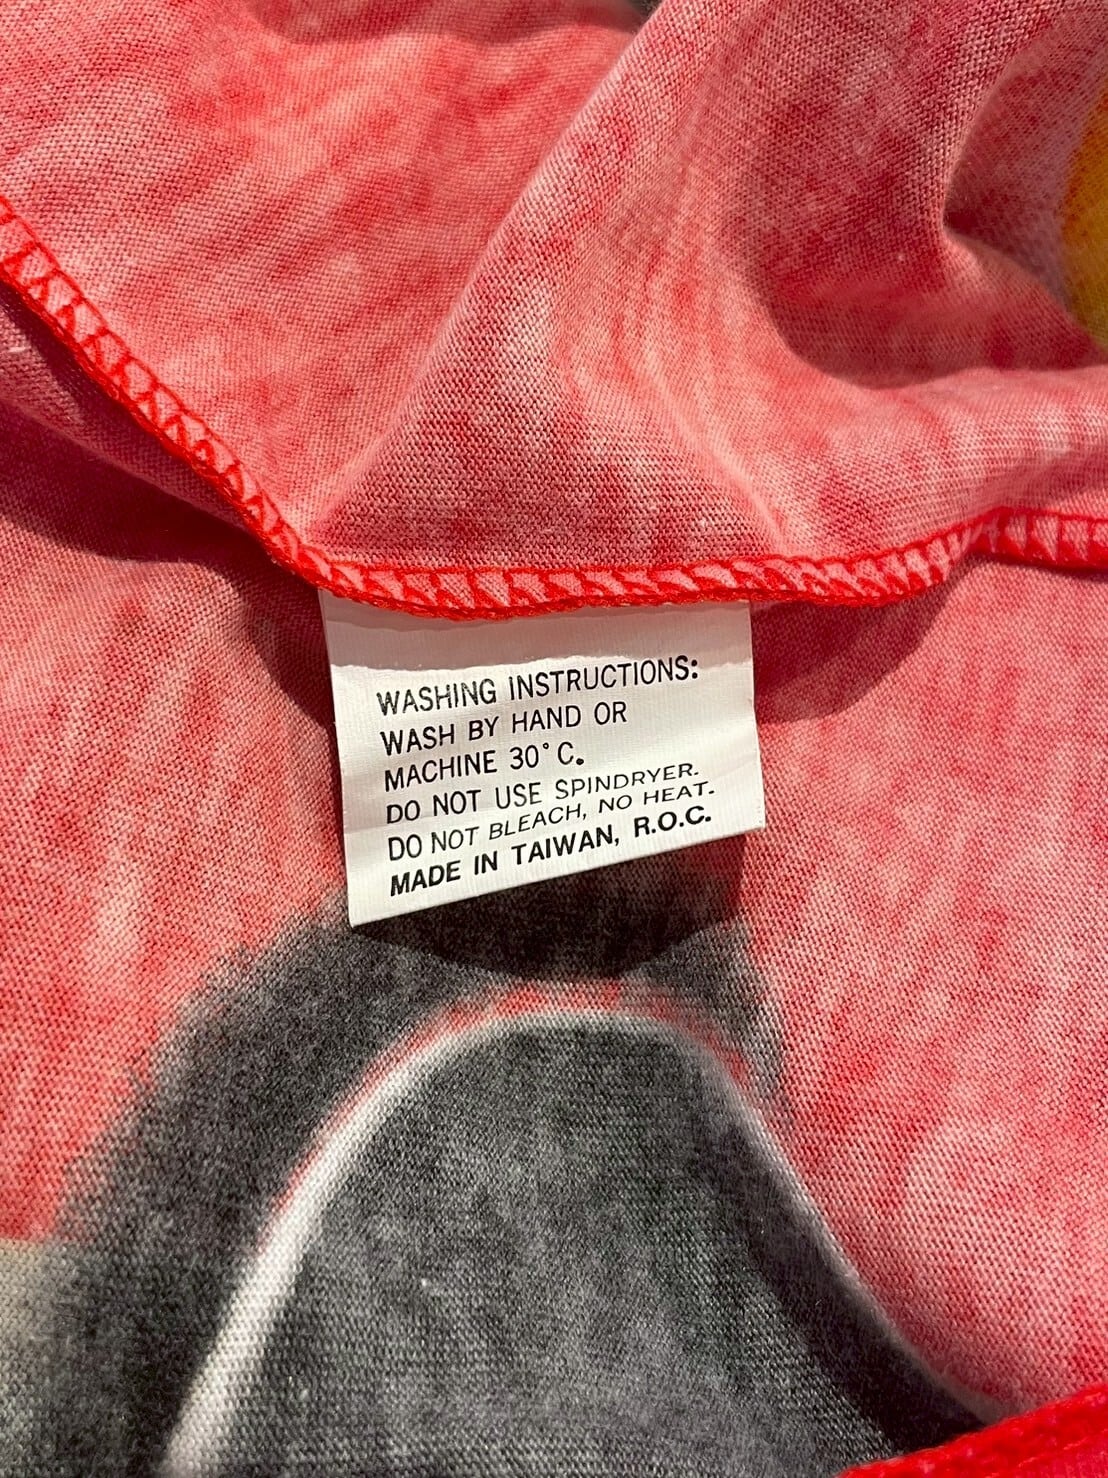 WASHING INSTRUCTIONS:
WASH BY HAND OR
MACHINE 30°C.
DO NOT USE SPINDRYER.
DO NOT BLEACH, NO HEAT.
MADE IN TAIWAN, R.O.C.